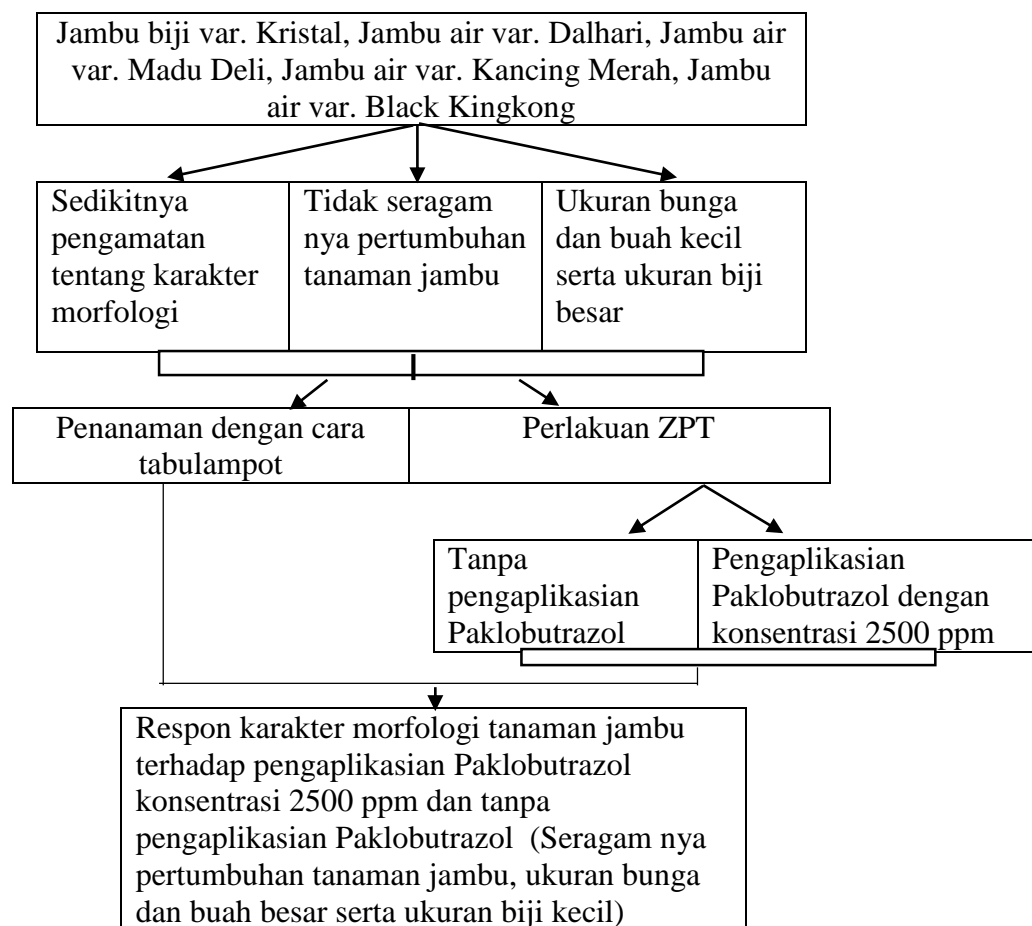 Jambu biji var. Kristal, Jambu air var. Dalhari, Jambu air
var. Madu Deli, Jambu air var. Kancing Merah, Jambu
air var. Black Kingkong
Sedikitnya
pengamatan
tentang karakter
morfologi
Tidak seragam
nya pertumbuhan
tanaman jambu
Ukuran bunga
dan buah kecil
serta ukuran biji
besar
Penanaman dengan cara
tabulampot
Perlakuan ZPT
Tanpa
pengaplikasian
Paklobutrazol
Pengaplikasian
Paklobutrazol dengan
konsentrasi 2500 ppm
Respon karakter morfologi tanaman jambu
terhadap pengaplikasian Paklobutrazol
konsentrasi 2500 ppm dan tanpa
pengaplikasian Paklobutrazol (Seragam nya
pertumbuhan tanaman jambu, ukuran bunga
dan buah besar serta ukuran biji kecil)